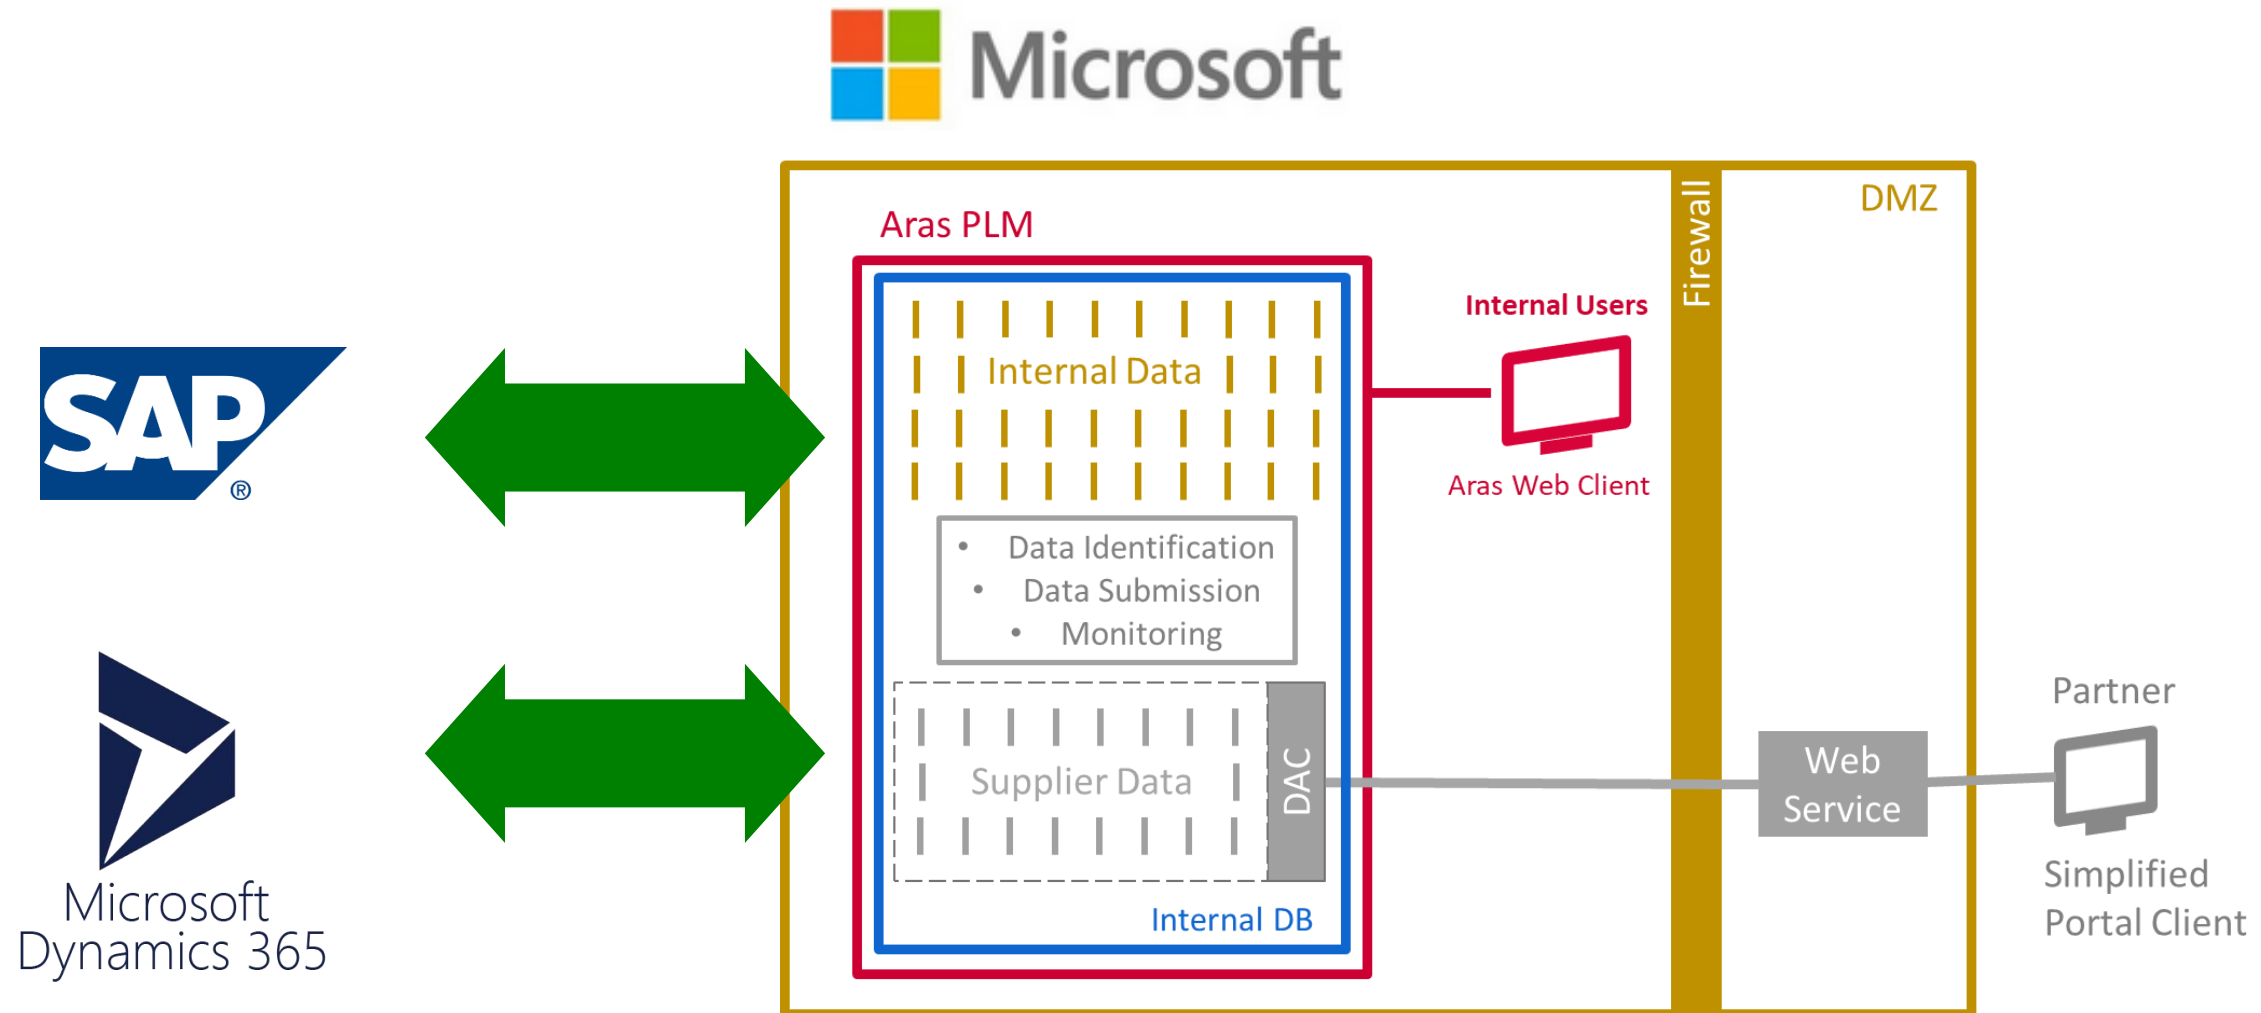 Microsoft
Firewall
DMZ
Aras PLM
Internal Users
Internal Data
SAP
®
Aras Web Client
• Data Identification
• Data Submission
• Monitoring
Partner
Supplier Data
DAC
Web
Service
Simplified
Portal Client
Internal DB
Microsoft
Dynamics 365